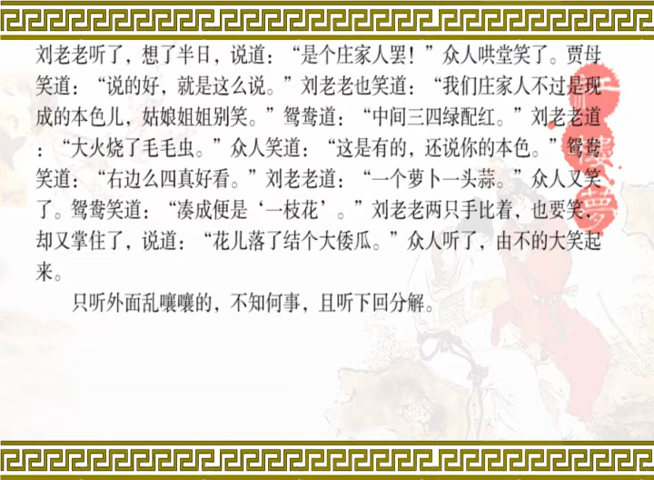 刘老老听了，想了半日，说道：“是个庄家人罢！”众人哄堂笑了。贾母
笑道：“说的好，就是这么说。”刘老老也笑道：“我们庄家人不过是现
成的本色儿，姑娘姐姐别笑。”鸳鸯道：“中间三四绿配红。”刘老老道
：“大火烧了毛毛虫。”众人笑道：“这是有的，还说你的本色。”鸳鸯
笑道：“右边么四真好看。”刘老老道：“一个萝卜一头蒜。”众人又笑
了。鸳鸯笑道：“凑成便是‘一枝花’。”刘老老两只手比着，也要笑，
却又掌住了，说道：“花儿落了结个大倭瓜。”众人听了，由不的大笑起
来。
只听外面乱嚷嚷的，不知何事，且听下回分解。
红楼夢